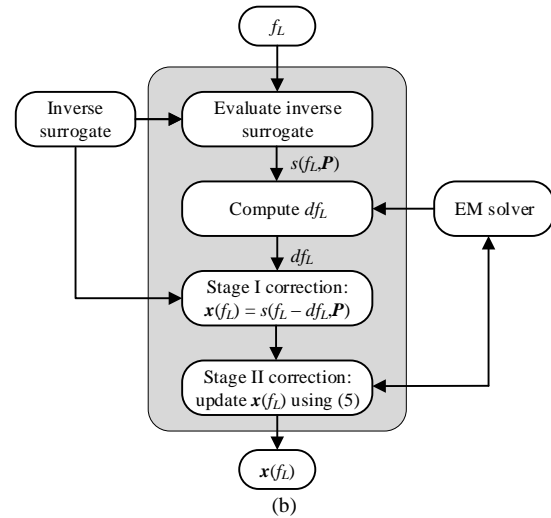 f_L
Inverse
surrogate
Evaluate inverse
surrogate
s(f_L,P)
Compute df_L
EM solver
df_L
Stage I correction:
x(f_L) = s(f_L – df_L,P)
Stage II correction:
update x(f_L) using (5)
x(f_L)
(b)